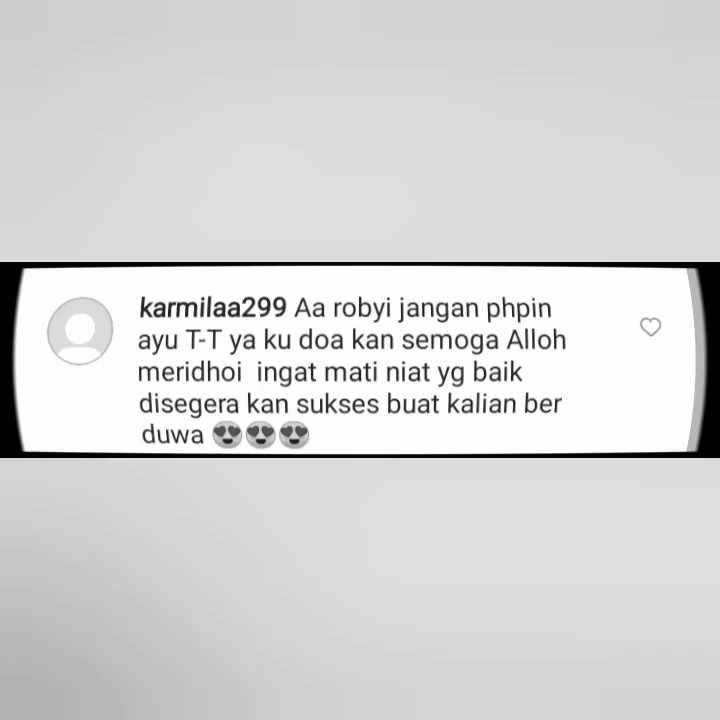 karmilaa299 Aa robyi jangan phpin
ayu T-T ya ku doa kan semoga Alloh
meridhoi ingat mati niat yg baik
disegera kan sukses buat kalian ber
duwa 😍😍😍